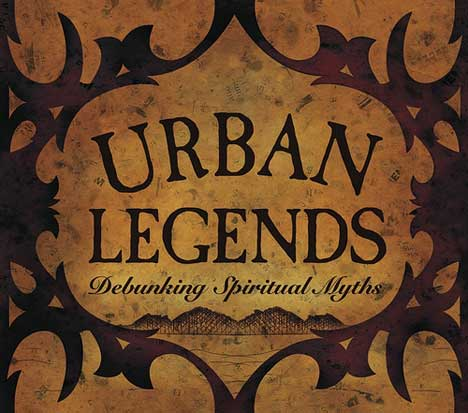 URBAN
LEGENDS
Debunking Spiritual Myths